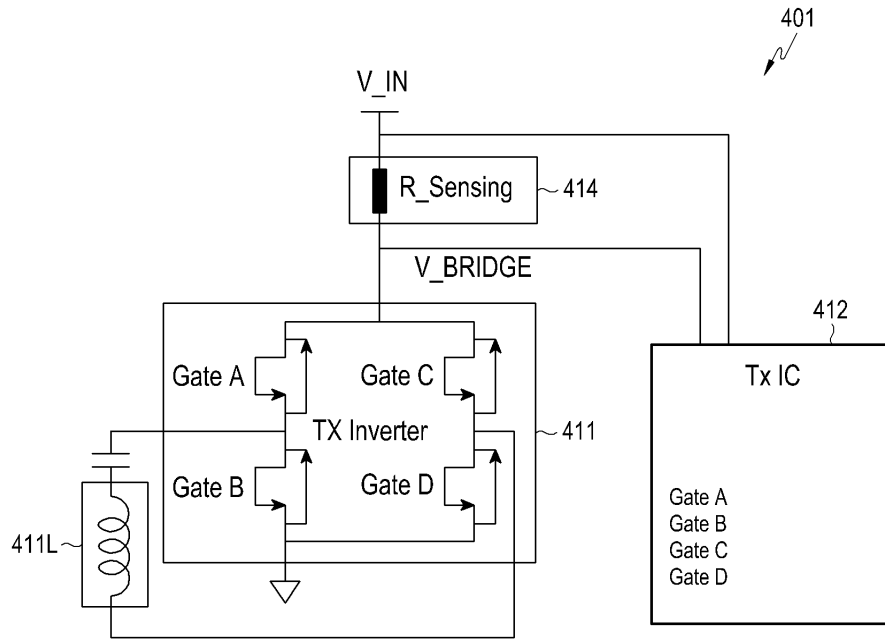 401
V_IN
R_Sensing
414
V_BRIDGE
412
Tx IC
Gate A
Gate C
TX Inverter
411
Gate B
Gate D
411L
Gate A
Gate B
Gate C
Gate D